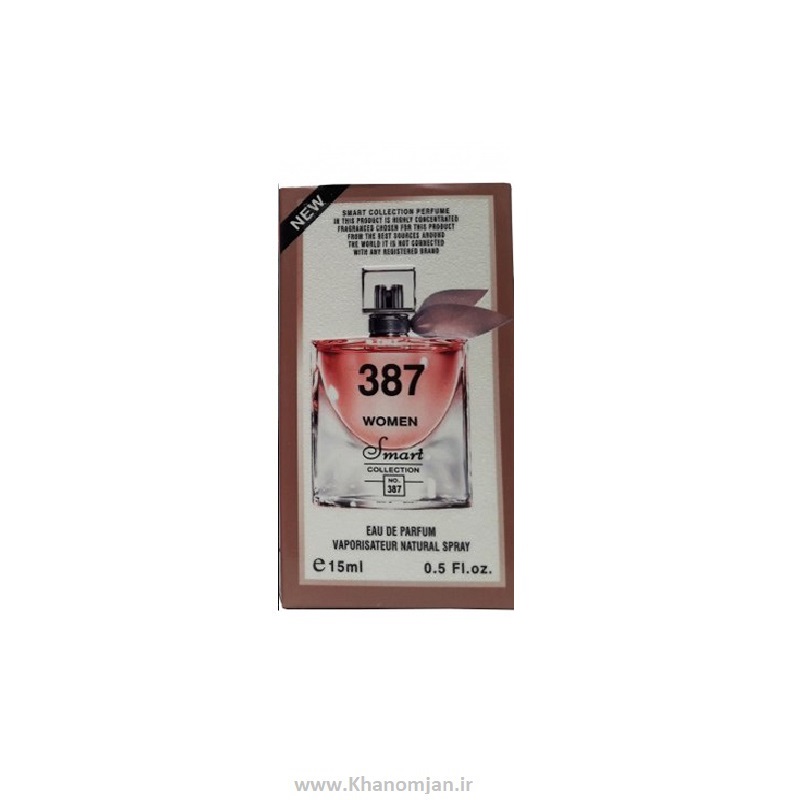 NEW
SMART COLLECTION PERFUME
IN THIS PRODUCT IS HIGHLY CONCENTRATED
FRAGRANCES CHOSEN FOR THIS PRODUCT
FROM THE BEST SOURCES AROUND
THE WORLD IT IS NOT CONNECTED
WITH ANY REGISTERED BRAND
387
WOMEN
Smart
COLLECTION
NO.
387
EAU DE PARFUM
VAPORISATEUR NATURAL SPRAY
e15ml 0.5 Fl.oz.
www.Khanomjan.ir